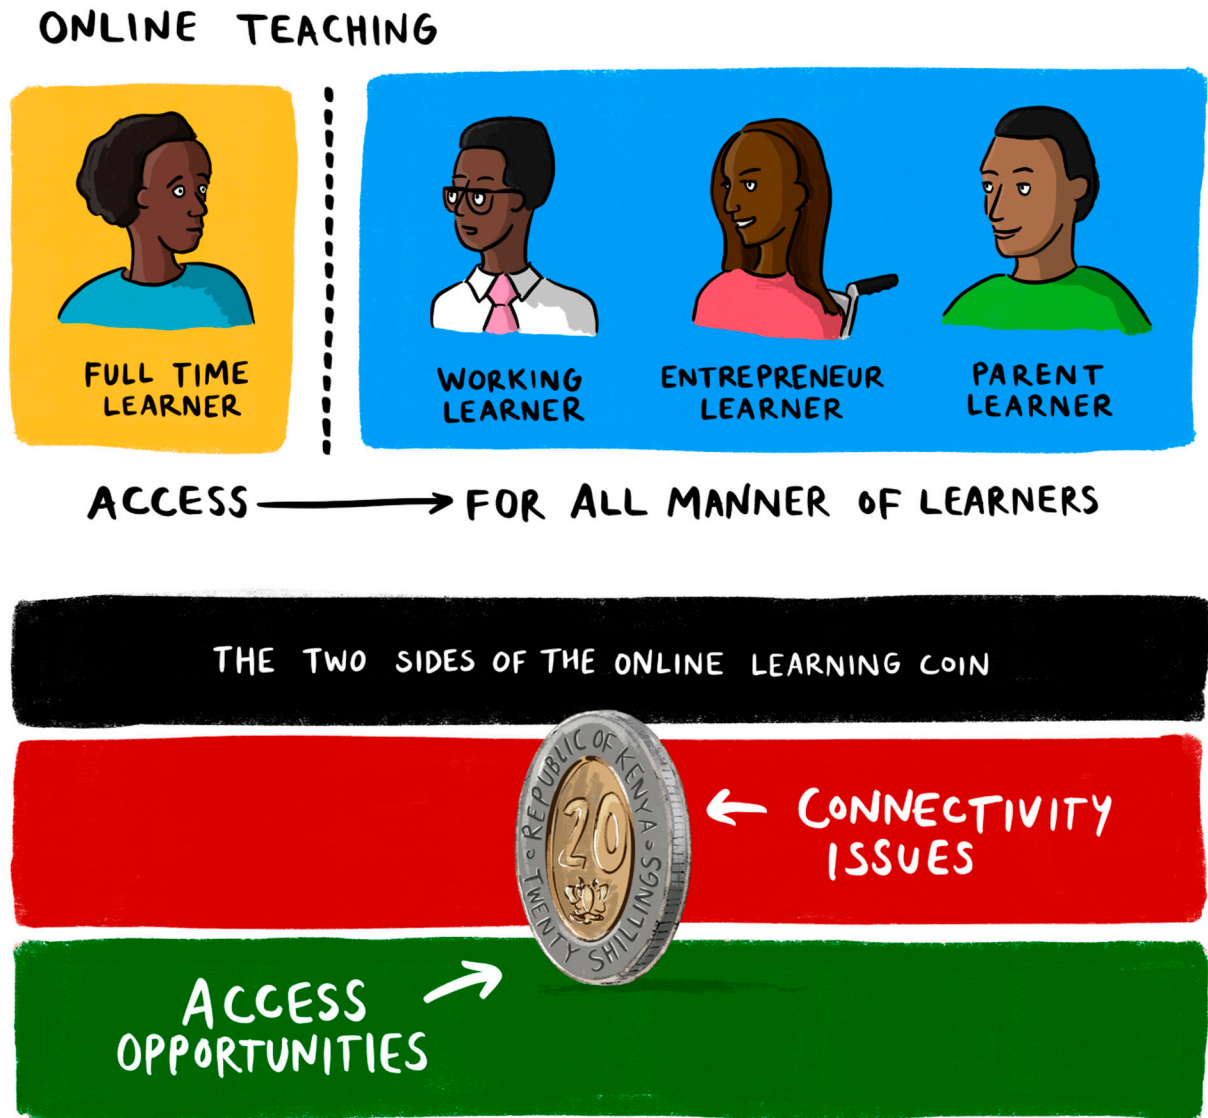 ONLINE TEACHING
FULL TIME
LEARNER
WORKING
LEARNER
ENTREPRENEUR
LEARNER
PARENT
LEARNER
ACCESS FOR ALL MANNER OF LEARNERS
THE TWO SIDES OF THE ONLINE LEARNING COIN
REPUBLIC OF KENYA
20
TWENTY SHILLINGS
CONNECTIVITY
ISSUES
ACCESS
OPPORTUNITIES